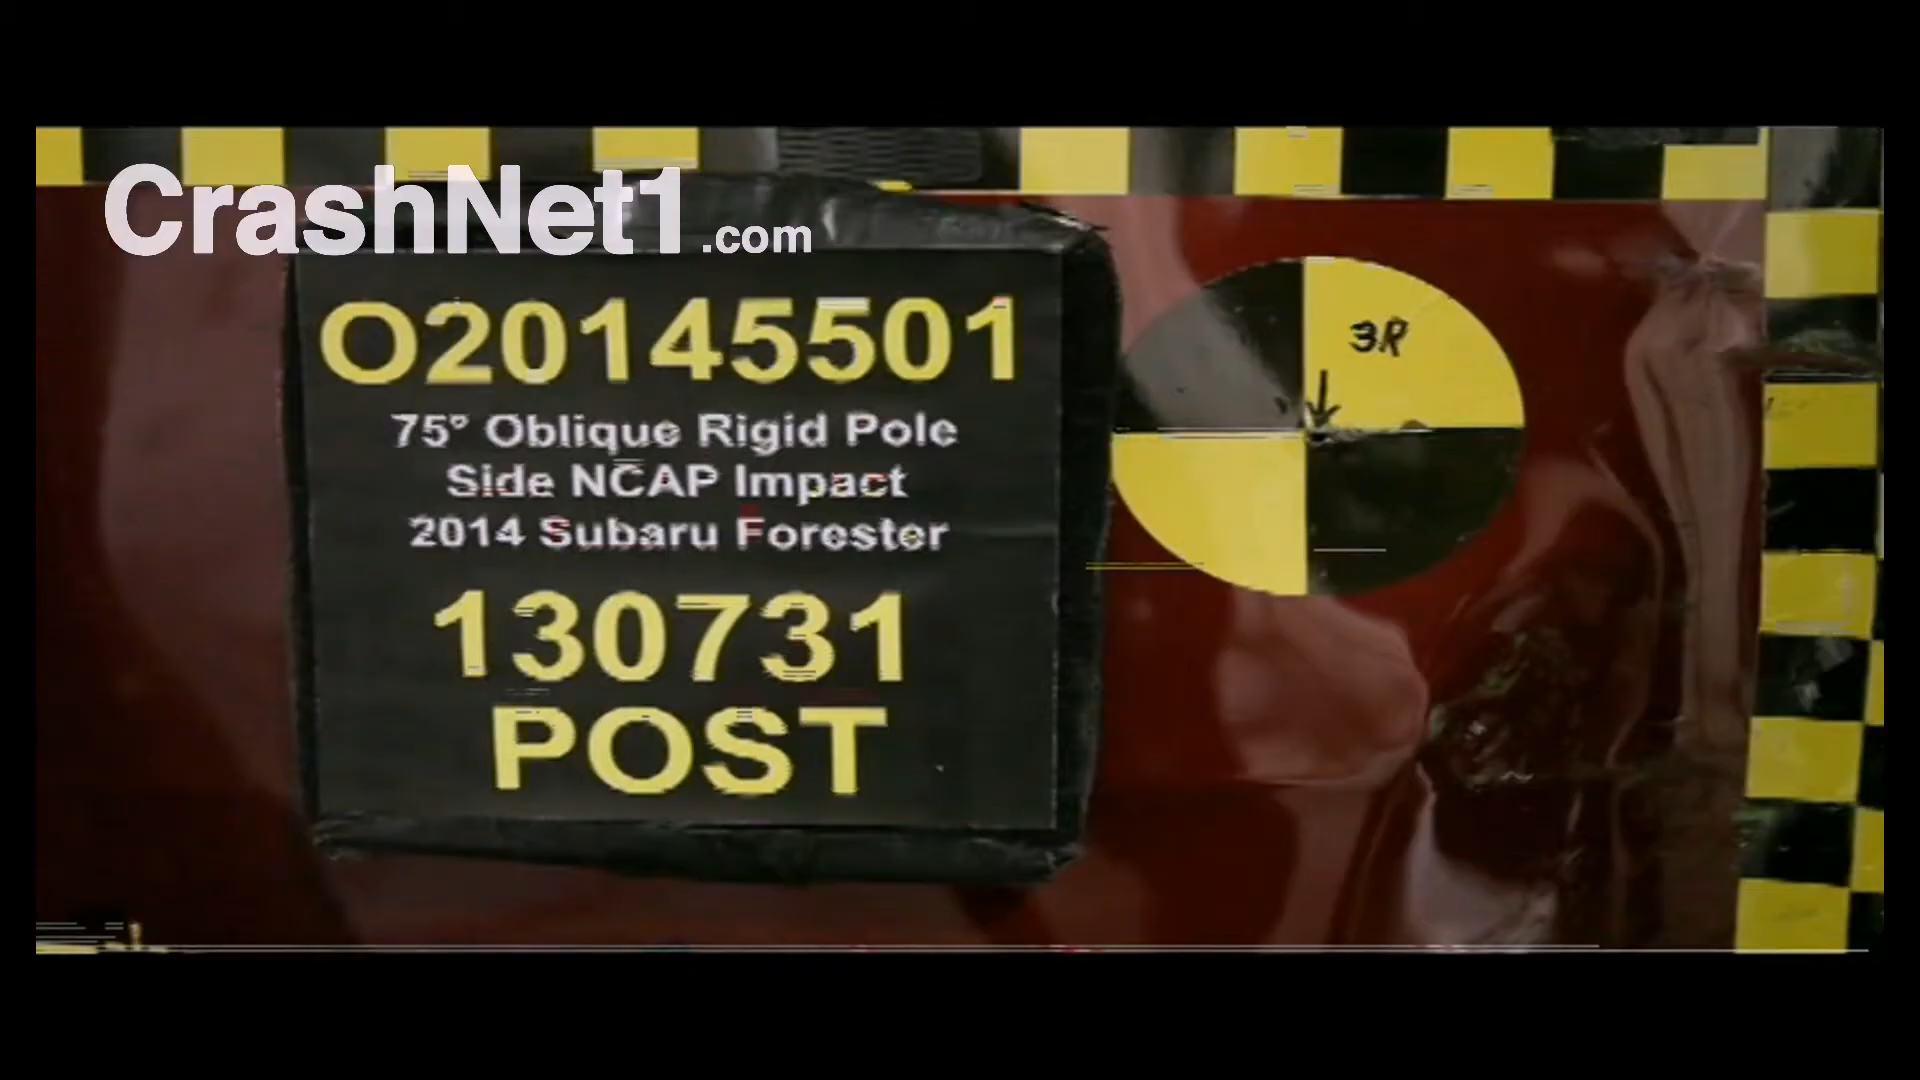 CrashNet1.com
O20145501
75° Oblique Rigid Pole
Side NCAP Impact
2014 Subaru Forester
130731
POST
3R